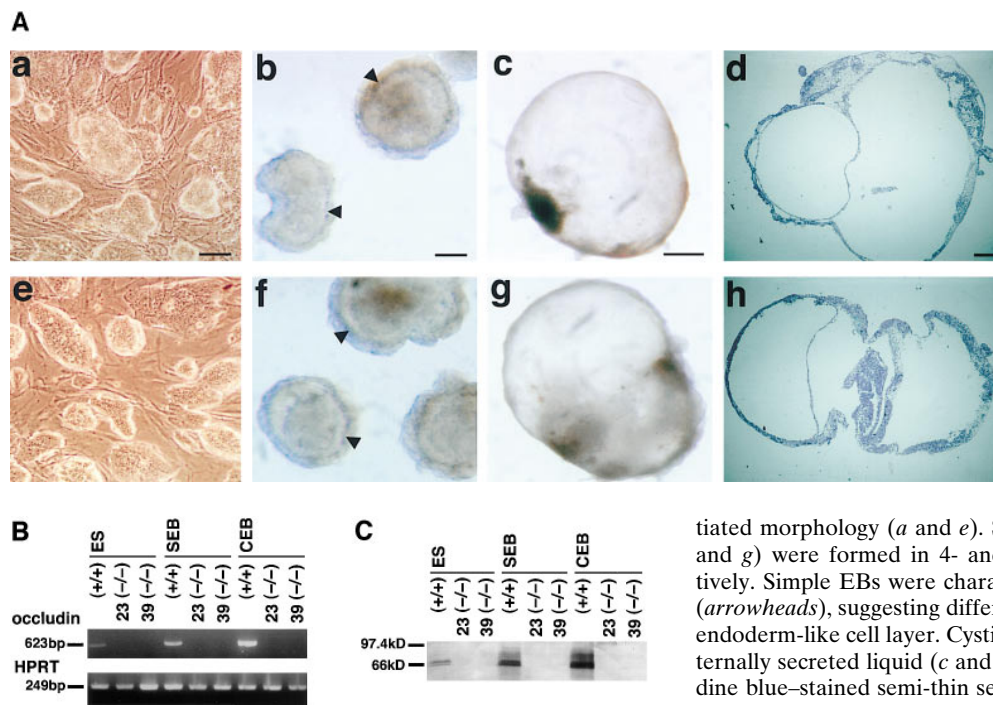 A
a b c d
e f g h
B
ES SEB CEB
(+/+) 23 (−/−) 39 (−/−) (+/+) 23 (−/−) 39 (−/−) (+/+) 23 (−/−) 39 (−/−)
occludin
623bp
HPRT
249bp
C
ES SEB CEB
(+/+) 23 (−/−) 39 (−/−) (+/+) 23 (−/−) 39 (−/−) (+/+) 23 (−/−) 39 (−/−)
97.4kD
66kD
tiated morphology (a and e). S
and g) were formed in 4- and
tively. Simple EBs were chara
(arrowheads), suggesting differ
endoderm-like cell layer. Cysti
ternally secreted liquid (c and
dine blue–stained semi-thin se